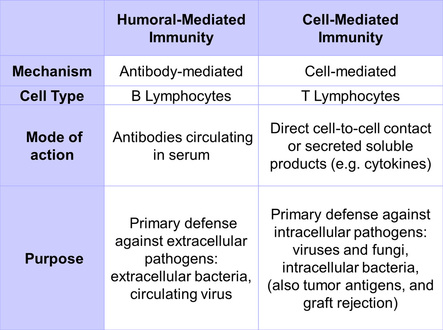 Humoral-Mediated
Immunity
Cell-Mediated
Immunity
Mechanism
Antibody-mediated
Cell-mediated
Cell Type
B Lymphocytes
T Lymphocytes
Mode of
action
Antibodies circulating
in serum
Direct cell-to-cell contact
or secreted soluble
products (e.g. cytokines)
Purpose
Primary defense
against extracellular
pathogens:
extracellular bacteria,
circulating virus
Primary defense against
intracellular pathogens:
viruses and fungi,
intracellular bacteria,
(also tumor antigens, and
graft rejection)